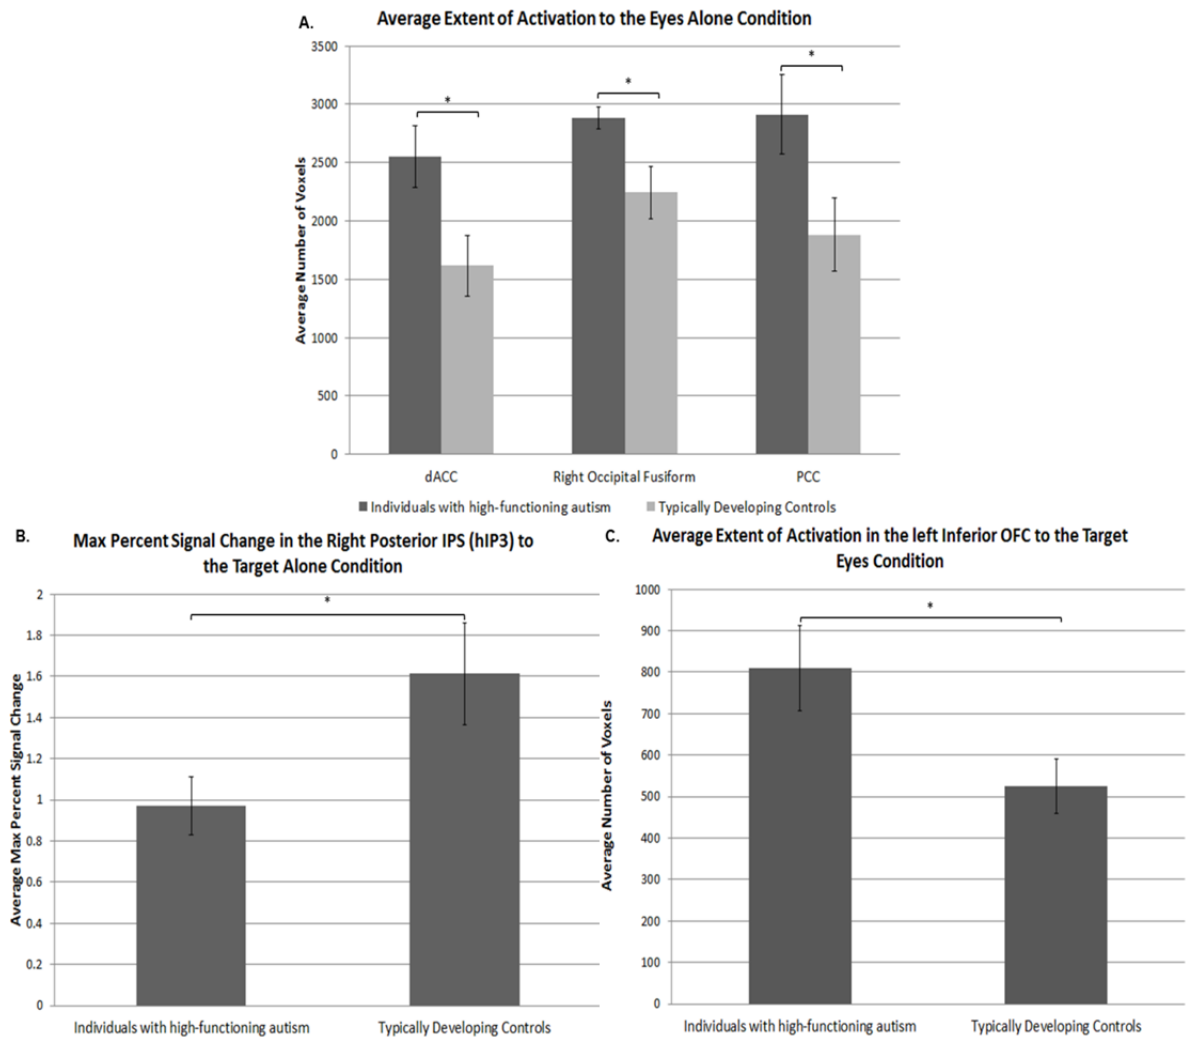 A.
Average Extent of Activation to the Eyes Alone Condition
3500
3000
2500
2000
1500
1000
500
0
Average Number of Voxels
*
*
*
dACC
Right Occipital Fusiform
PCC
Individuals with high-functioning autism
Typically Developing Controls
B.
Max Percent Signal Change in the Right Posterior IPS (hIP3) to
the Target Alone Condition
2
1.8
1.6
1.4
1.2
1
0.8
0.6
0.4
0.2
0
Average Max Percent Signal Change
*
Individuals with high-functioning autism
Typically Developing Controls
C.
Average Extent of Activation in the left Inferior OFC to the Target
Eyes Condition
1000
900
800
700
600
500
400
300
200
100
0
Average Number of Voxels
*
Individuals with high-functioning autism
Typically Developing Controls